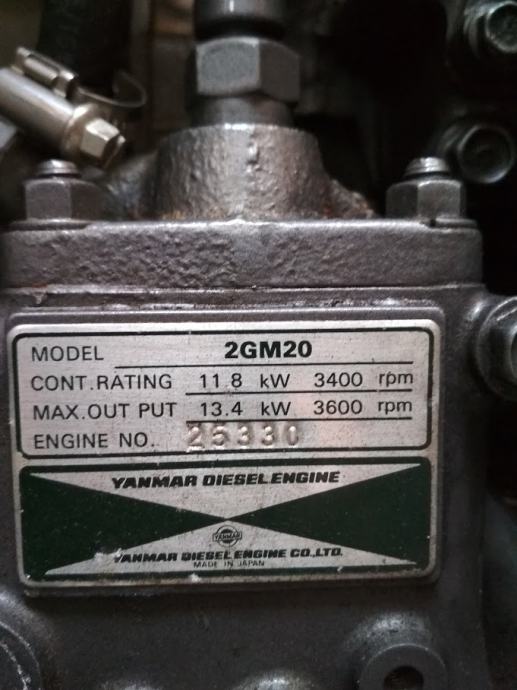 MODEL 2GM20
CONT.RATING 11.8 kW 3400 rpm
MAX.OUT PUT 13.4 kW 3600 rpm
ENGINE NO. 25330
YANMAR DIESEL ENGINE
YANMAR
YANMAR DIESEL ENGINE CO.,LTD.
MADE IN JAPAN